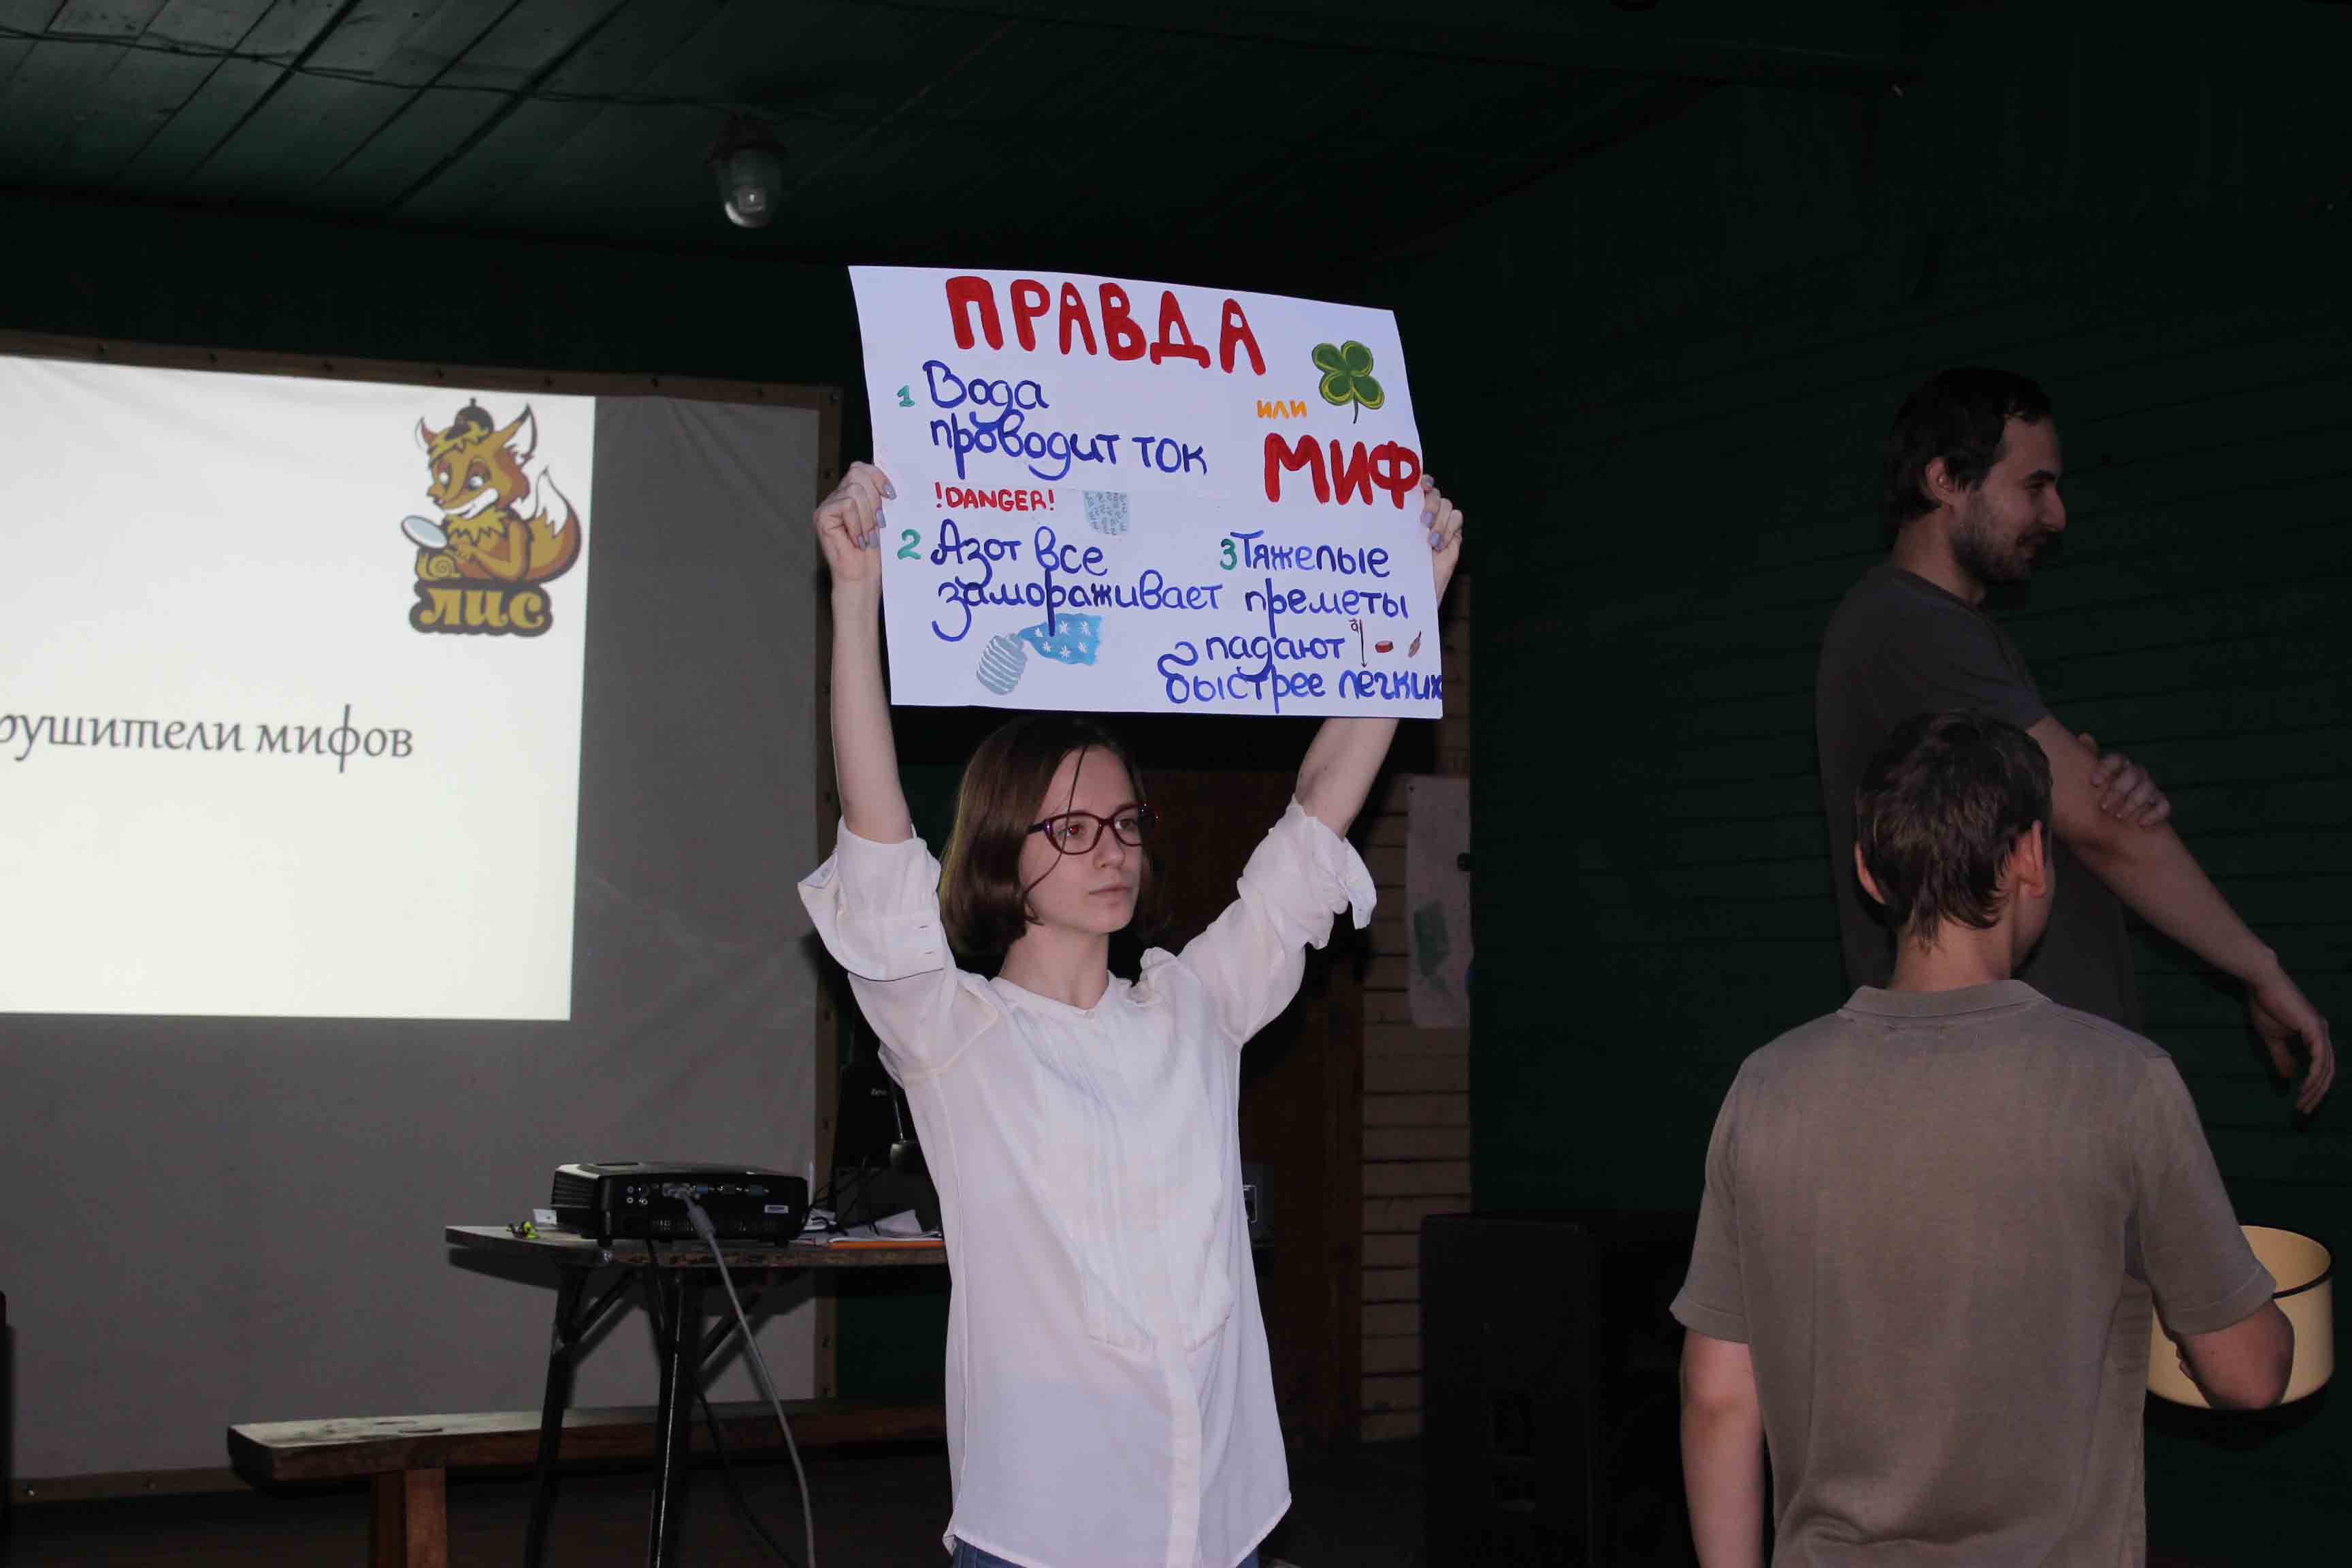 ПРАВДА
или
МИФ
1 Вода
проводит ток
!DANGER!
2 Азот все
замораживает
3 Тяжелые
преметы
падают
быстрее легких
лис
рушители мифов